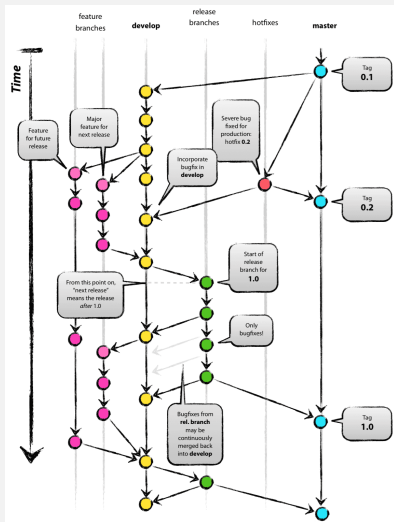 feature
branches
develop
release
branches
hotfixes
master
Time
Tag
0.1
Feature
for future
release
Major
feature for
next release
Severe bug
fixed for
production:
hotfix 0.2
Incorporate
bugfix in
develop
Tag
0.2
From this point on,
"next release"
means the release
after 1.0
Start of
release
branch for
1.0
Only
bugfixes!
Bugfixes from
rel. branch
may be
continuously
merged back
into develop
Tag
1.0